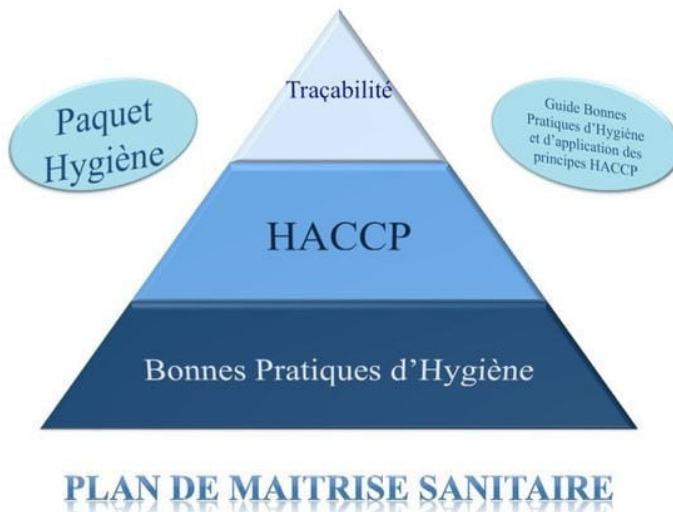 Traçabilité
Paquet
Hygiène
Guide Bonnes
Pratiques d'Hygiène
et d'application des
principes HACCP
HACCP
Bonnes Pratiques d'Hygiène
PLAN DE MAITRISE SANITAIRE